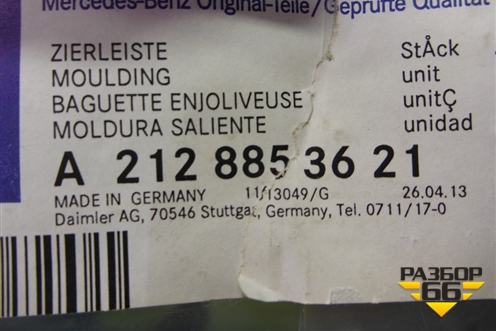 Mercedes-Benz Original-Teile/Geprüfte Qualität
ZIERLEISTE StÅck
MOULDING unit
BAGUETTE ENJOLIVEUSE unitÇ
MOLDURA SALIENTE unidad
A 212 885 36 21
MADE IN GERMANY 11/13049/G 26.04.13
Daimler AG, 70546 Stuttgat, Germany, Tel. 0711/17-0
РАЗБОР
66